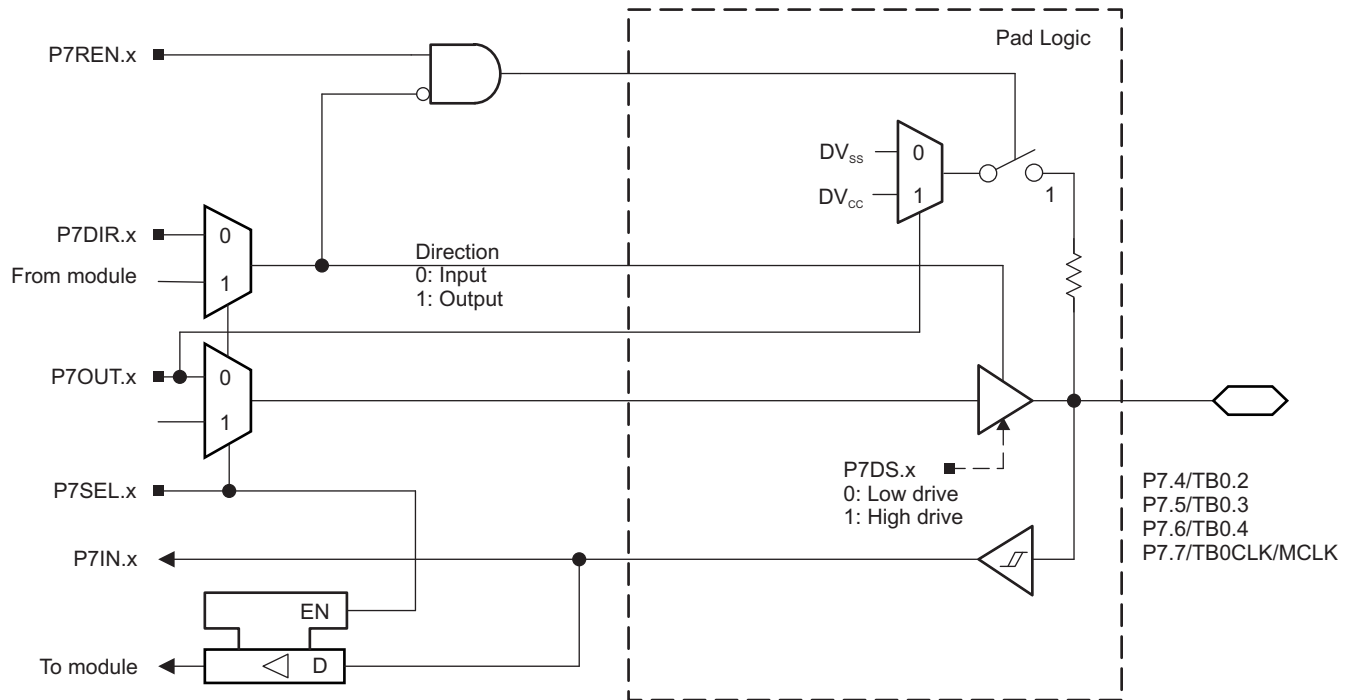 Pad Logic
P7REN.x
DVSS
0
DVCC
1
1
P7DIR.x
0
From module
1
Direction
0: Input
1: Output
P7OUT.x
0
1
P7DS.x
0: Low drive
1: High drive
P7SEL.x
P7.4/TB0.2
P7.5/TB0.3
P7.6/TB0.4
P7.7/TB0CLK/MCLK
P7IN.x
EN
To module
D